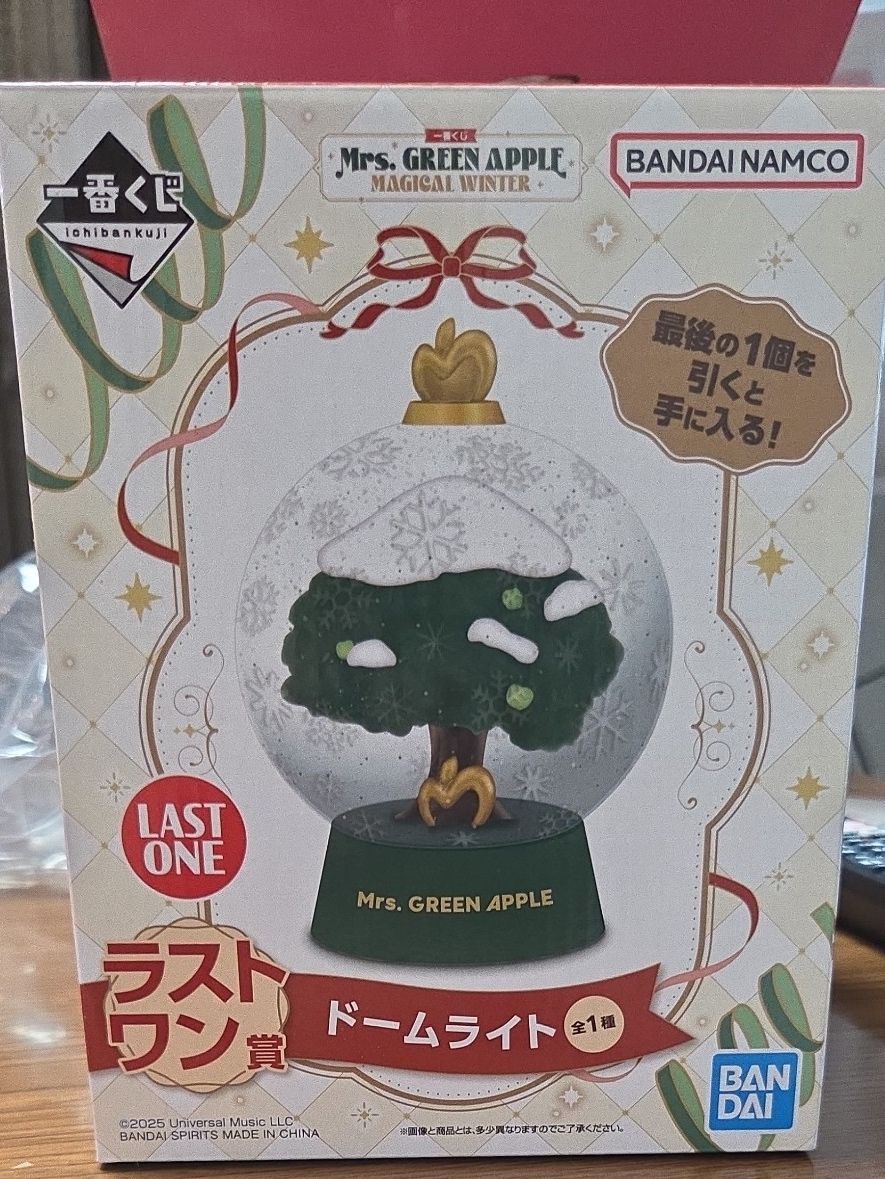 一番くじ
ichibankuji
一番くじ
Mrs. GREEN APPLE
MAGICAL WINTER
BANDAI NAMCO
最後の1個を
引くと
手に入る!
LAST
ONE
Mrs. GREEN APPLE
ラスト
ワン賞
ドームライト
全1種
©2025 Universal Music LLC
BANDAI SPIRITS MADE IN CHINA
※画像と商品とは、多少異なりますのでご了承ください。
BAN
DAI